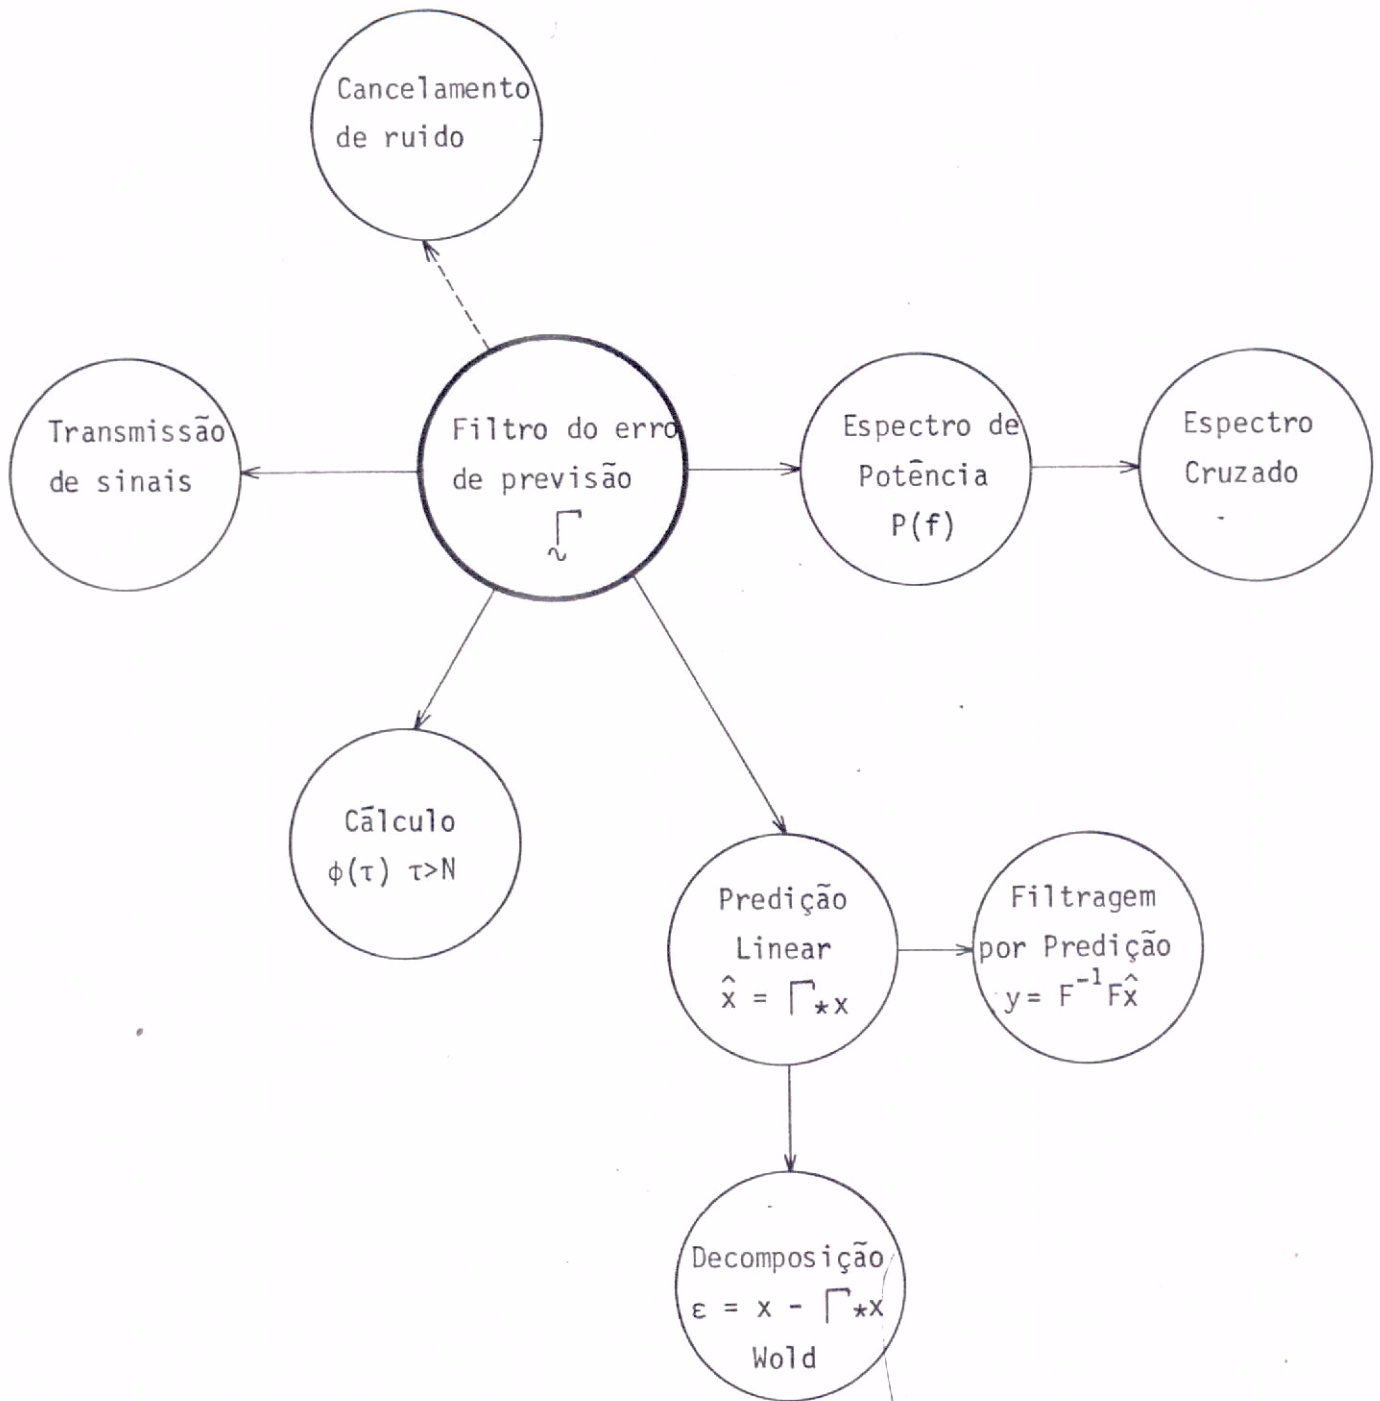 Cancelamento
de ruido
Transmissão
de sinais
Filtro do erro
de previsão
Γ
~
Espectro de
Potência
P(f)
Espectro
Cruzado
Cálculo
ϕ(τ) τ>N
Predição
Linear
x̂ = Γ*x
Filtragem
por Predição
y = F⁻¹Fx̂
Decomposição
ε = x - Γ*x
Wold